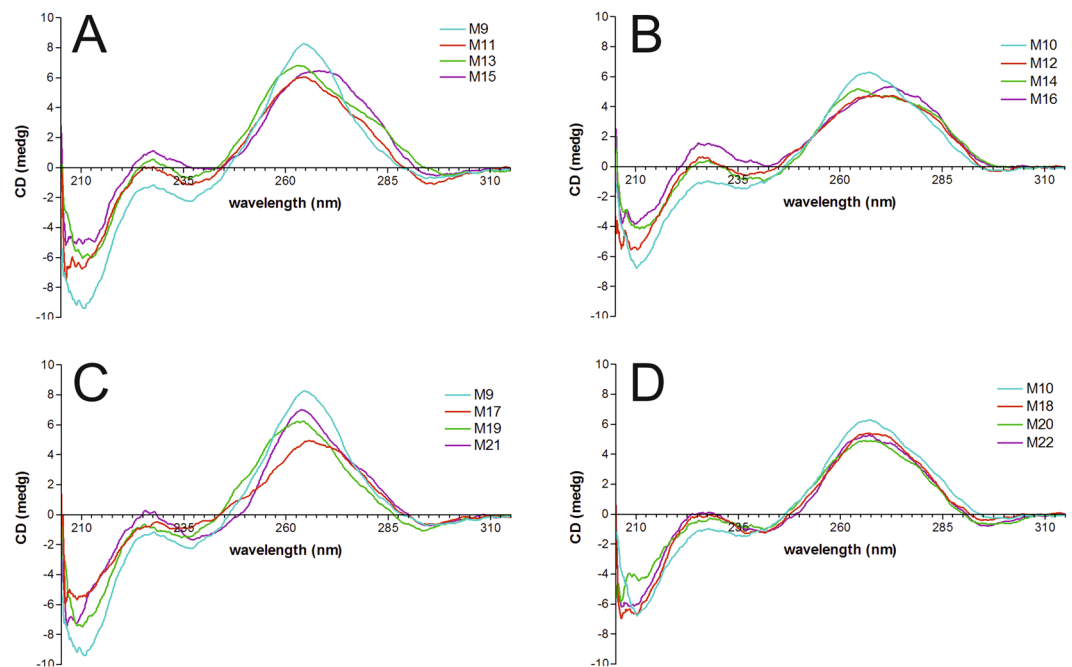 A
M9
M11
M13
M15
10
8
6
4
2
0
-2
-4
-6
-8
-10
CD (medg)
210
235
260
285
310
wavelength (nm)
B
M10
M12
M14
M16
10
8
6
4
2
0
-2
-4
-6
-8
-10
CD (medg)
210
235
260
285
310
wavelength (nm)
C
M9
M17
M19
M21
10
8
6
4
2
0
-2
-4
-6
-8
-10
CD (medg)
210
235
260
285
310
wavelength (nm)
D
M10
M18
M20
M22
10
8
6
4
2
0
-2
-4
-6
-8
-10
CD (medg)
210
235
260
285
310
wavelength (nm)